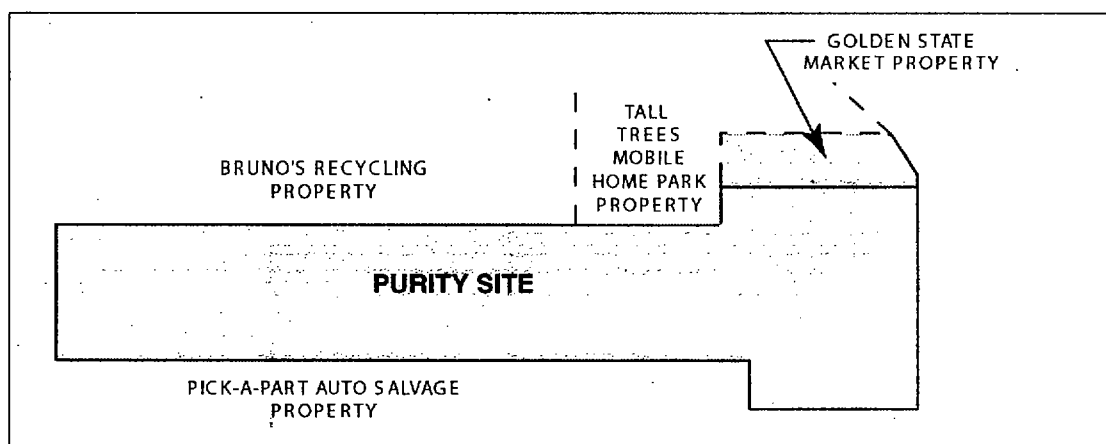 GOLDEN STATE
MARKET PROPERTY
TALL
TREES
MOBILE
HOME PARK
PROPERTY
BRUNO'S RECYCLING
PROPERTY
PURITY SITE
PICK-A-PART AUTO SALVAGE
PROPERTY